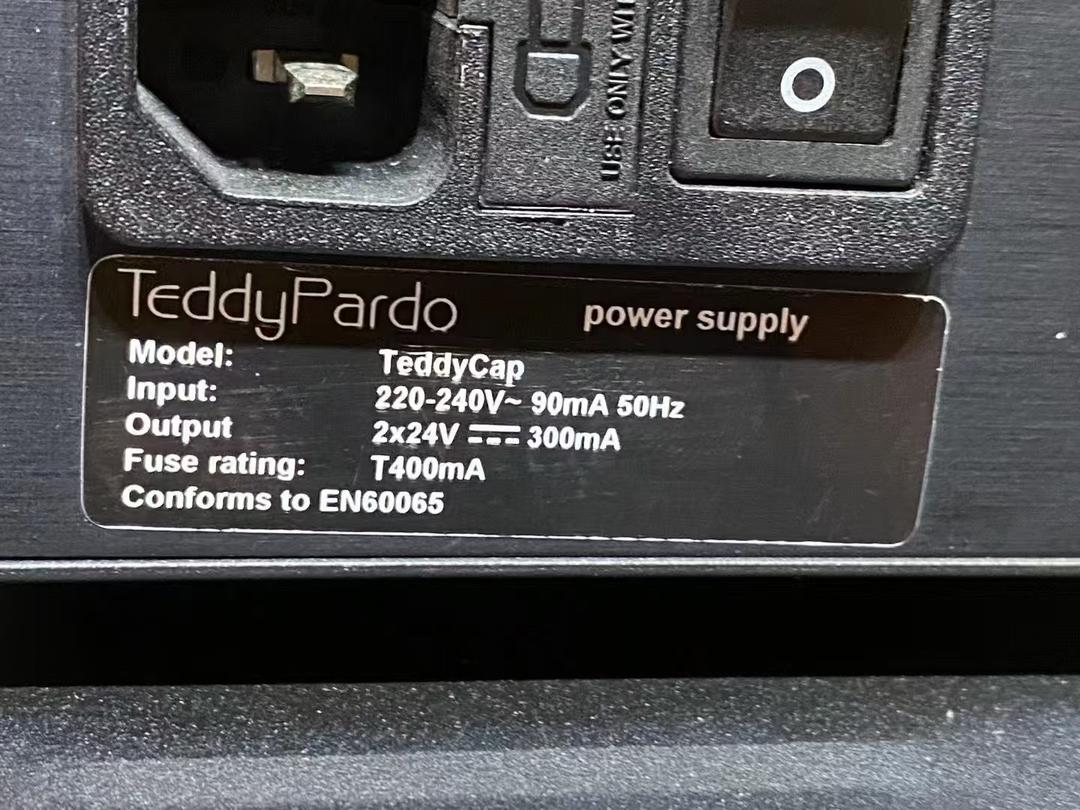 USE ONLY WIT
TeddyPardo power supply
Model: TeddyCap
Input: 220-240V~ 90mA 50Hz
Output 2x24V ⎓ 300mA
Fuse rating: T400mA
Conforms to EN60065